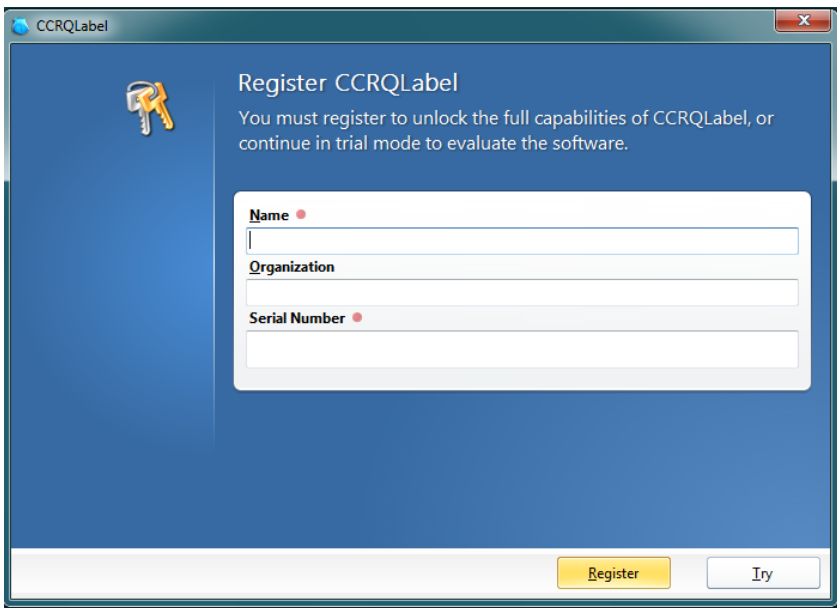 CCRQLabel
Register CCRQLabel
You must register to unlock the full capabilities of CCRQLabel, or
continue in trial mode to evaluate the software.
Name
Organization
Serial Number
Register
Try